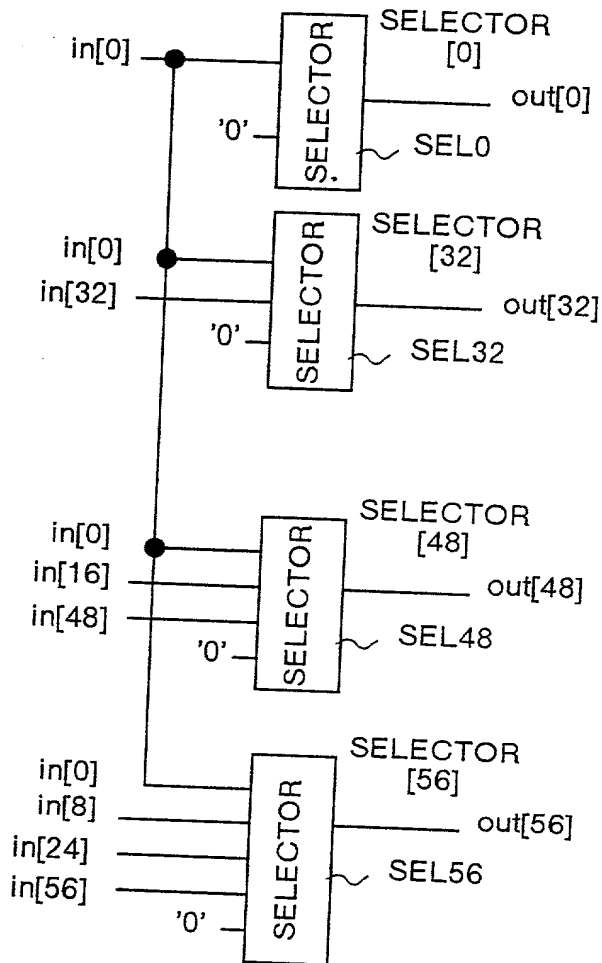 SELECTOR
[0]
in[0]
SELECTOR
out[0]
'0'
SEL0
SELECTOR
[32]
in[0]
in[32]
SELECTOR
out[32]
'0'
SEL32
SELECTOR
[48]
in[0]
in[16]
in[48]
SELECTOR
out[48]
'0'
SEL48
SELECTOR
[56]
in[0]
in[8]
in[24]
in[56]
SELECTOR
out[56]
'0'
SEL56